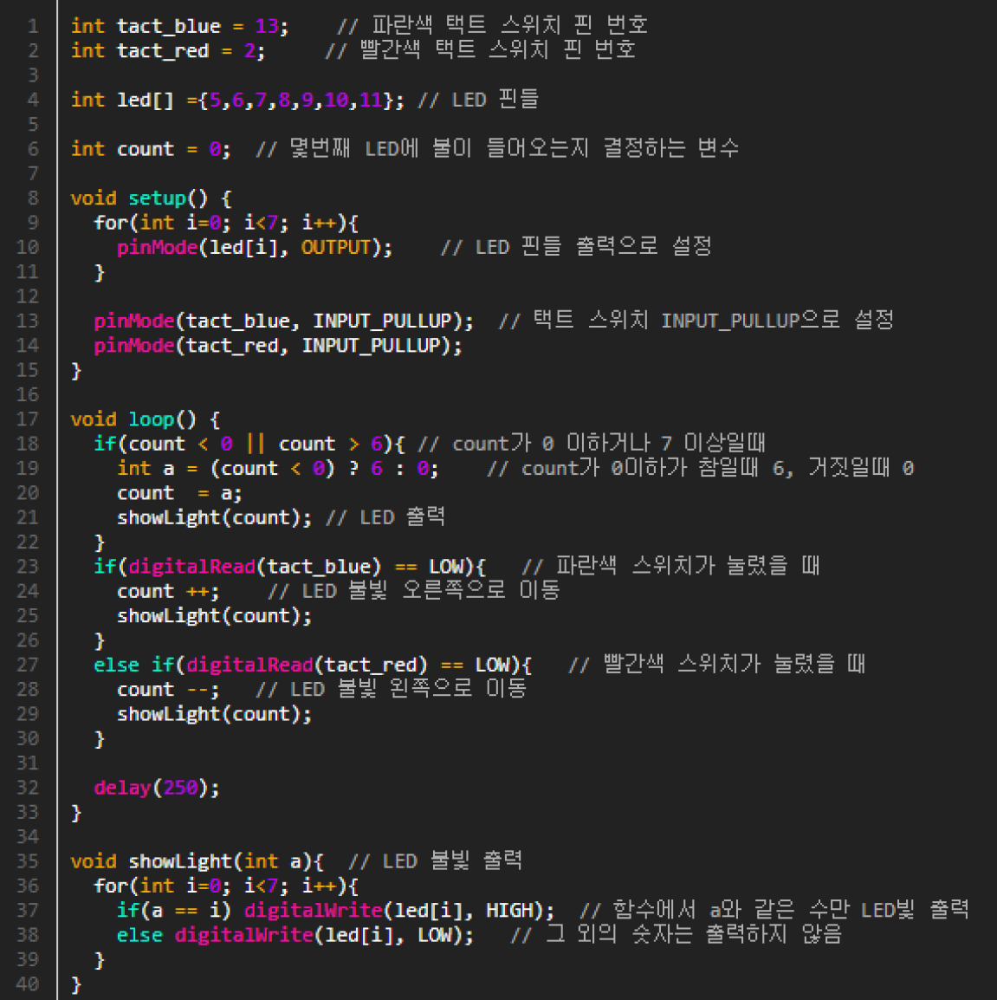 1 int tact_blue = 13;    // 파란색 택트 스위치 핀 번호
2 int tact_red = 2;     // 빨간색 택트 스위치 핀 번호
3
4 int led[] ={5,6,7,8,9,10,11}; // LED 핀들
5
6 int count = 0;  // 몇번째 LED에 불이 들어오는지 결정하는 변수
7
8 void setup() {
9   for(int i=0; i<7; i++){
10     pinMode(led[i], OUTPUT);    // LED 핀들 출력으로 설정
11   }
12
13   pinMode(tact_blue, INPUT_PULLUP);  // 택트 스위치 INPUT_PULLUP으로 설정
14   pinMode(tact_red, INPUT_PULLUP);
15 }
16
17 void loop() {
18   if(count < 0 || count > 6){ // count가 0 이하거나 7 이상일때
19     int a = (count < 0) ? 6 : 0;    // count가 0이하가 참일때 6, 거짓일때 0
20     count  = a;
21     showLight(count); // LED 출력
22   }
23   if(digitalRead(tact_blue) == LOW){   // 파란색 스위치가 눌렸을 때
24     count ++;    // LED 불빛 오른쪽으로 이동
25     showLight(count);
26   }
27   else if(digitalRead(tact_red) == LOW){   // 빨간색 스위치가 눌렸을 때
28     count --;   // LED 불빛 왼쪽으로 이동
29     showLight(count);
30   }
31
32   delay(250);
33 }
34
35 void showLight(int a){  // LED 불빛 출력
36   for(int i=0; i<7; i++){
37     if(a == i) digitalWrite(led[i], HIGH);  // 함수에서 a와 같은 수만 LED빛 출력
38     else digitalWrite(led[i], LOW);   // 그 외의 숫자는 출력하지 않음
39   }
40 }